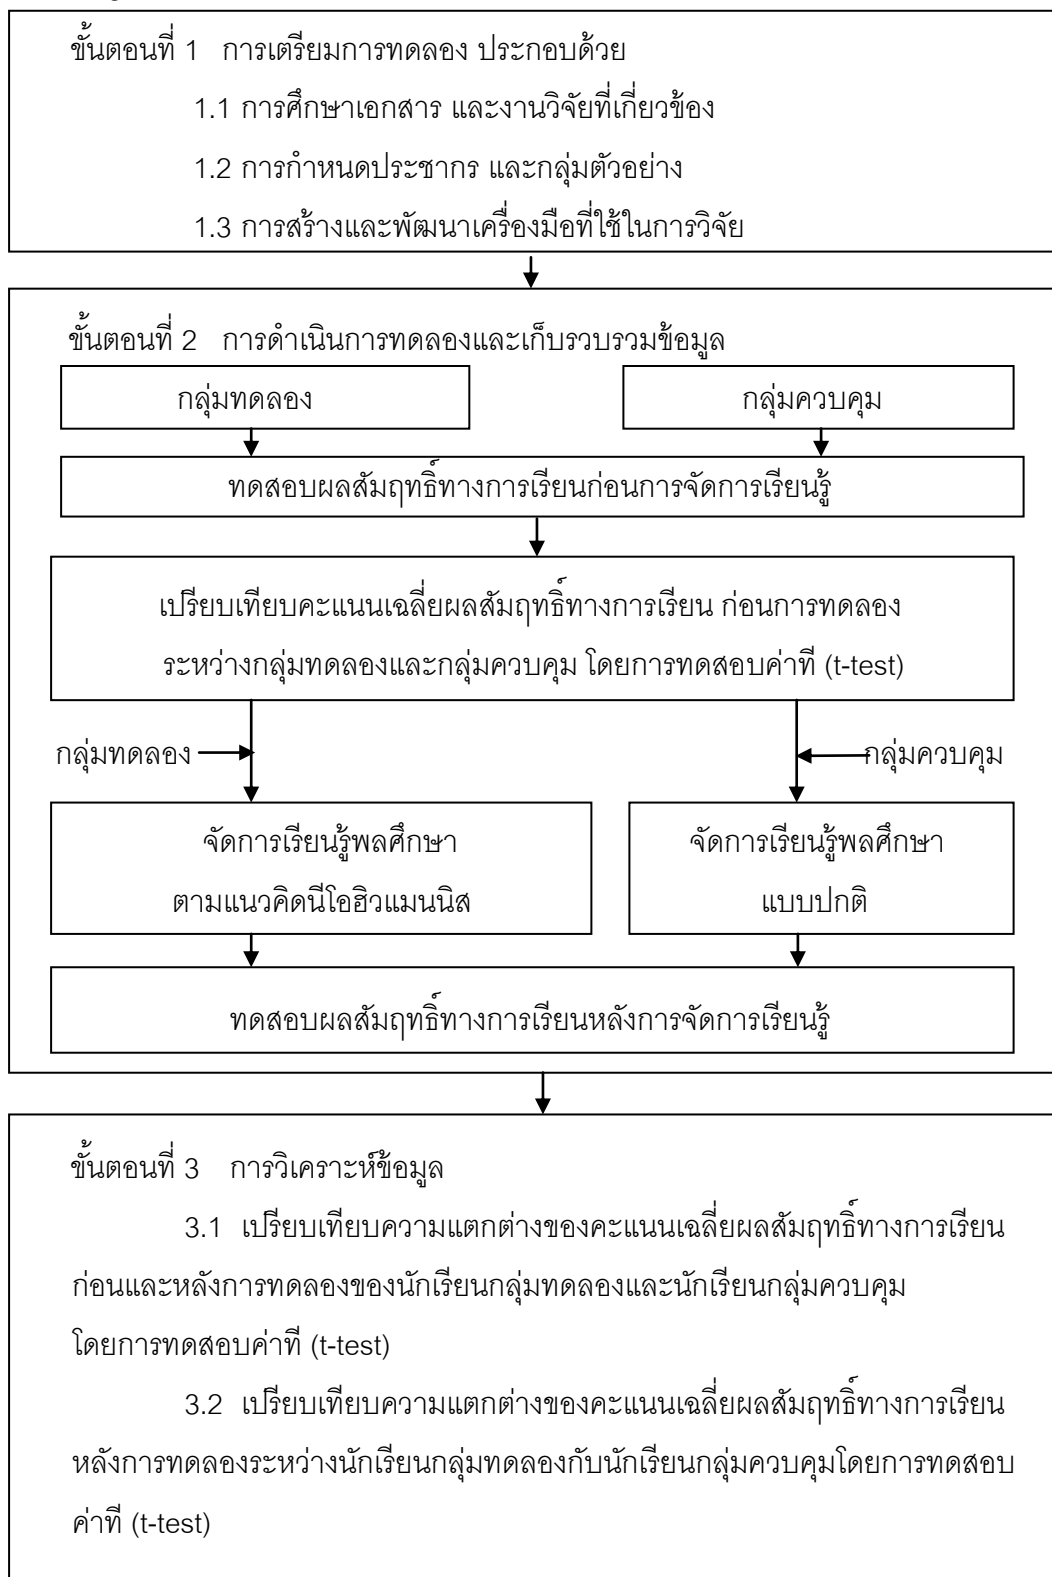 ขั้นตอนที่ 1 การเตรียมการทดลอง ประกอบด้วย
1.1 การศึกษาเอกสาร และงานวิจัยที่เกี่ยวข้อง
1.2 การกำหนดประชากร และกลุ่มตัวอย่าง
1.3 การสร้างและพัฒนาเครื่องมือที่ใช้ในการวิจัย
ขั้นตอนที่ 2 การดำเนินการทดลองและเก็บรวบรวมข้อมูล
กลุ่มทดลอง
กลุ่มควบคุม
ทดสอบผลสัมฤทธิ์ทางการเรียนก่อนการจัดการเรียนรู้
เปรียบเทียบคะแนนเฉลี่ยผลสัมฤทธิ์ทางการเรียน ก่อนการทดลอง
ระหว่างกลุ่มทดลองและกลุ่มควบคุม โดยการทดสอบค่าที (t-test)
กลุ่มทดลอง
กลุ่มควบคุม
จัดการเรียนรู้พลศึกษา
ตามแนวคิดนีโอฮิวแมนนิส
จัดการเรียนรู้พลศึกษา
แบบปกติ
ทดสอบผลสัมฤทธิ์ทางการเรียนหลังการจัดการเรียนรู้
ขั้นตอนที่ 3 การวิเคราะห์ข้อมูล
3.1 เปรียบเทียบความแตกต่างของคะแนนเฉลี่ยผลสัมฤทธิ์ทางการเรียน
ก่อนและหลังการทดลองของนักเรียนกลุ่มทดลองและนักเรียนกลุ่มควบคุม
โดยการทดสอบค่าที (t-test)
3.2 เปรียบเทียบความแตกต่างของคะแนนเฉลี่ยผลสัมฤทธิ์ทางการเรียน
หลังการทดลองระหว่างนักเรียนกลุ่มทดลองกับนักเรียนกลุ่มควบคุมโดยการทดสอบ
ค่าที (t-test)